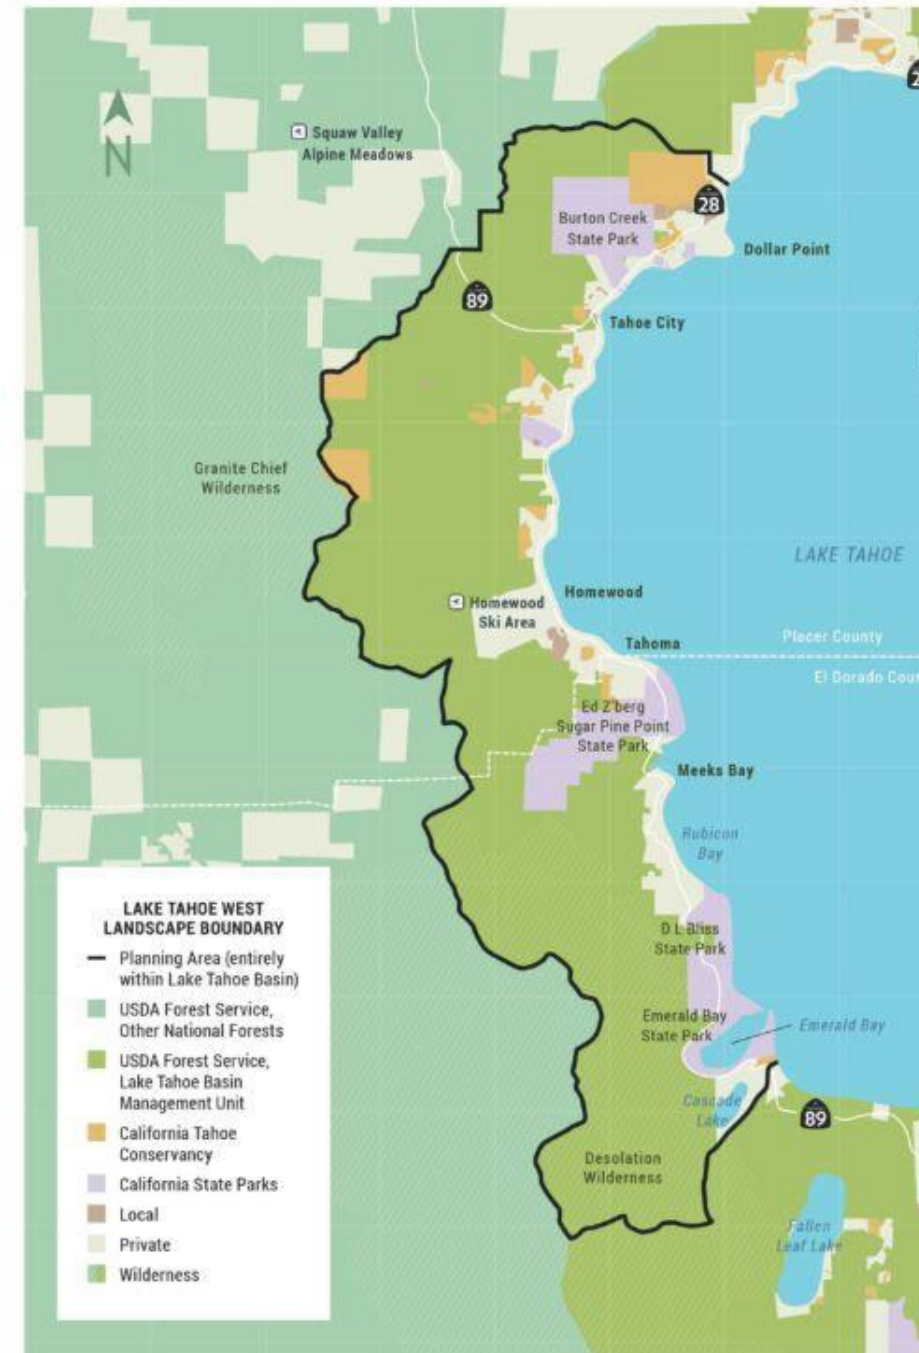 N
Squaw Valley
Alpine Meadows
28
Burton Creek
State Park
Dollar Point
89
Tahoe City
Granite Chief
Wilderness
LAKE TAHOE
Homewood
Homewood
Ski Area
Tahoma
Placer County
El Dorado
Ed Z'berg
Sugar Pine Point
State Park
Meeks Bay
Rubicon
Bay
LAKE TAHOE WEST
LANDSCAPE BOUNDARY
Planning Area (entirely
within Lake Tahoe Basin)
USDA Forest Service,
Other National Forests
USDA Forest Service,
Lake Tahoe Basin
Management Unit
California Tahoe
Conservancy
California State Parks
Local
Private
Wilderness
D L Bliss
State Park
Emerald Bay
State Park
Emerald Bay
Cascade
Lake
89
Desolation
Wilderness
Fallen
Leaf Lake